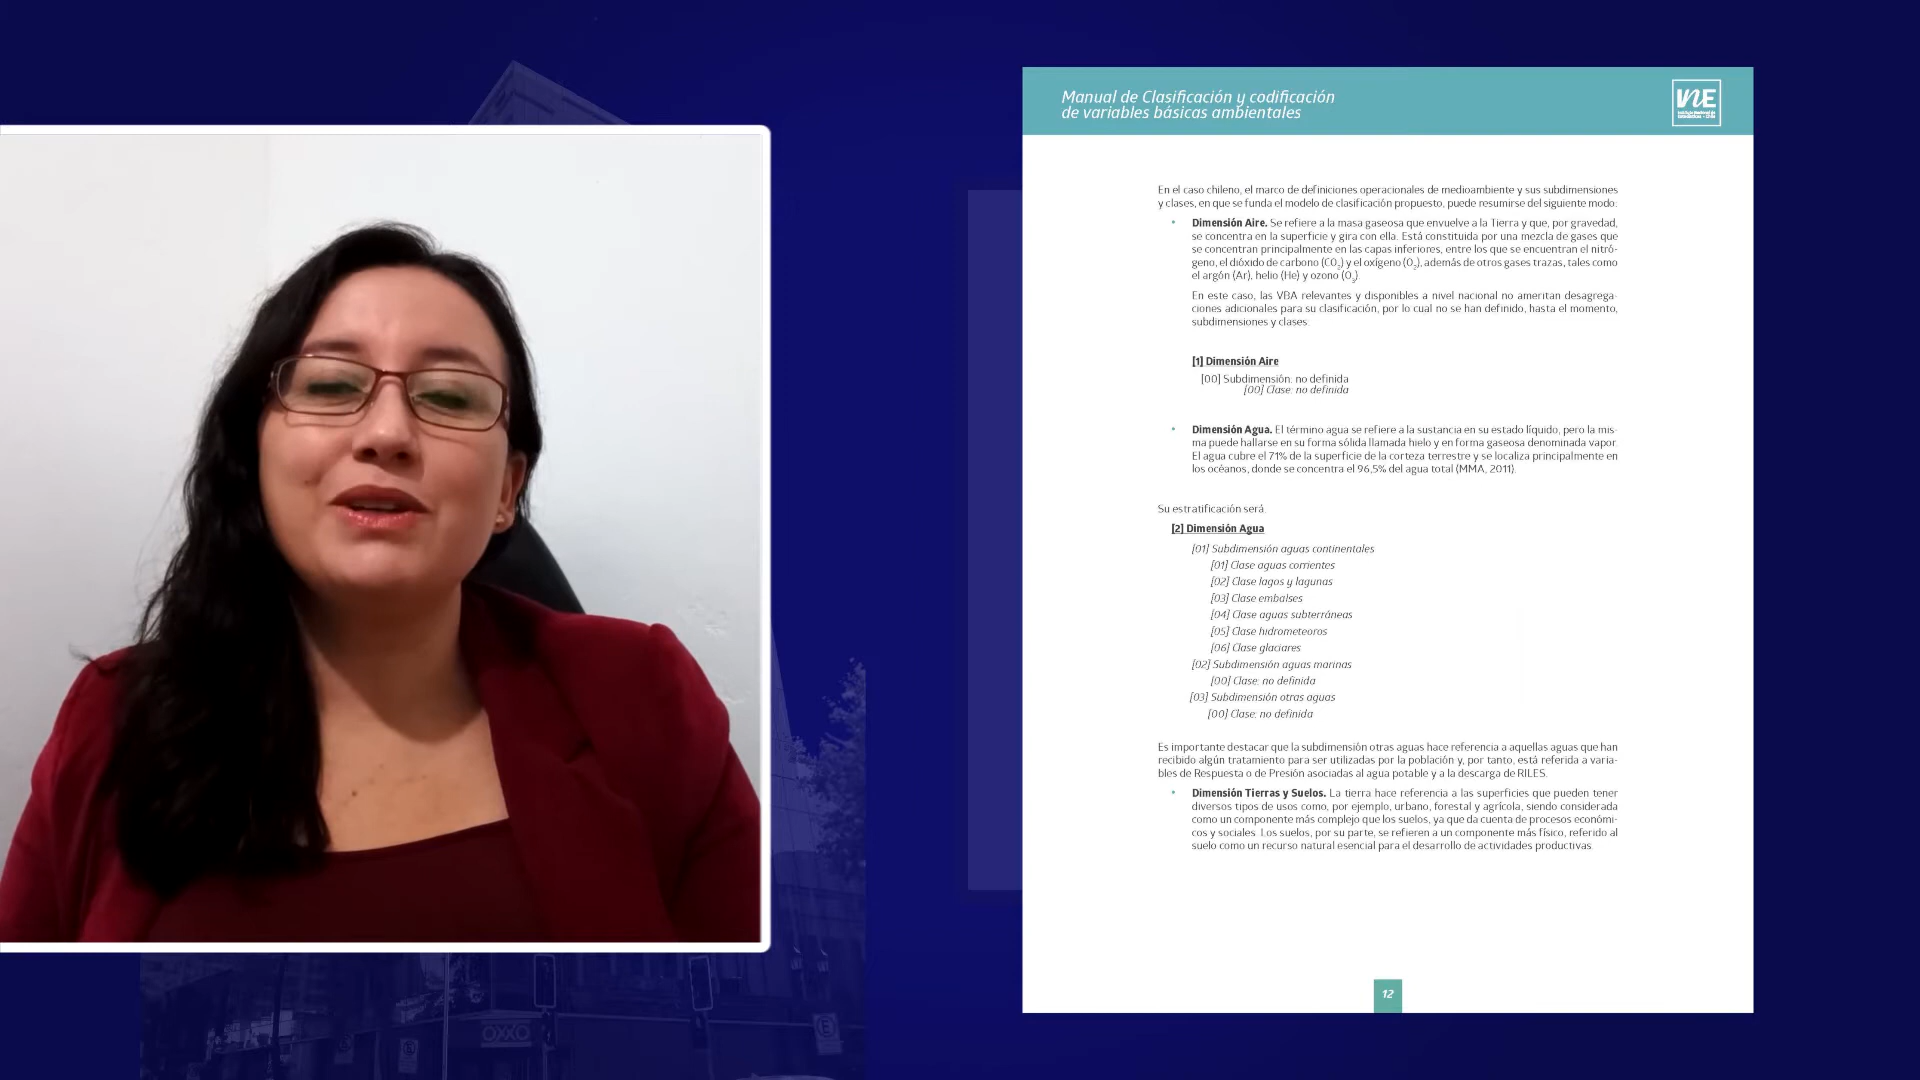 Manual de Clasificación y codificación
de variables básicas ambientales
INE
En el caso chileno, el marco de definiciones operacionales de medioambiente y sus subdimensiones
y clases, en que se funda el modelo de clasificación propuesto, puede resumirse del siguiente modo:
• Dimensión Aire. Se refiere a la masa gaseosa que envuelve a la Tierra y que, por gravedad,
se concentra en la superficie y gira con ella. Está constituida por una mezcla de gases que
se concentran principalmente en las capas inferiores, entre los que se encuentran el nitró-
geno, el dióxido de carbono (CO2) y el oxígeno (O2), además de otros gases trazas, tales como
el argón (Ar), helio (He) y ozono (O3).
En este caso, las VBA relevantes y disponibles a nivel nacional no ameritan desagrega-
ciones adicionales para su clasificación, por lo cual no se han definido, hasta el momento,
subdimensiones y clases:
[1] Dimensión Aire
[00] Subdimensión: no definida
[00] Clase: no definida
• Dimensión Agua. El término agua se refiere a la sustancia en su estado líquido, pero la mis-
ma puede hallarse en su forma sólida llamada hielo y en forma gaseosa denominada vapor.
El agua cubre el 71% de la superficie de la corteza terrestre y se localiza principalmente en
los océanos, donde se concentra el 96,5% del agua total (MMA, 2011).
Su estratificación será:
[2] Dimensión Agua
[01] Subdimensión aguas continentales
[01] Clase aguas corrientes
[02] Clase lagos y lagunas
[03] Clase embalses
[04] Clase aguas subterráneas
[05] Clase hidrometeoros
[06] Clase glaciares
[02] Subdimensión aguas marinas
[00] Clase: no definida
[03] Subdimensión otras aguas
[00] Clase: no definida
Es importante destacar que la subdimensión otras aguas hace referencia a aquellas aguas que han
recibido algún tratamiento para ser utilizadas por la población y, por tanto, está referida a varia-
bles de Respuesta o de Presión asociadas al agua potable y a la descarga de RILES.
• Dimensión Tierras y Suelos. La tierra hace referencia a las superficies que pueden tener
diversos tipos de usos como, por ejemplo, urbano, forestal y agrícola, siendo considerada
como un componente más complejo que los suelos, ya que da cuenta de procesos económi-
cos y sociales. Los suelos, por su parte, se refieren a un componente más físico, referido al
suelo como un recurso natural esencial para el desarrollo de actividades productivas.
12
OXXO